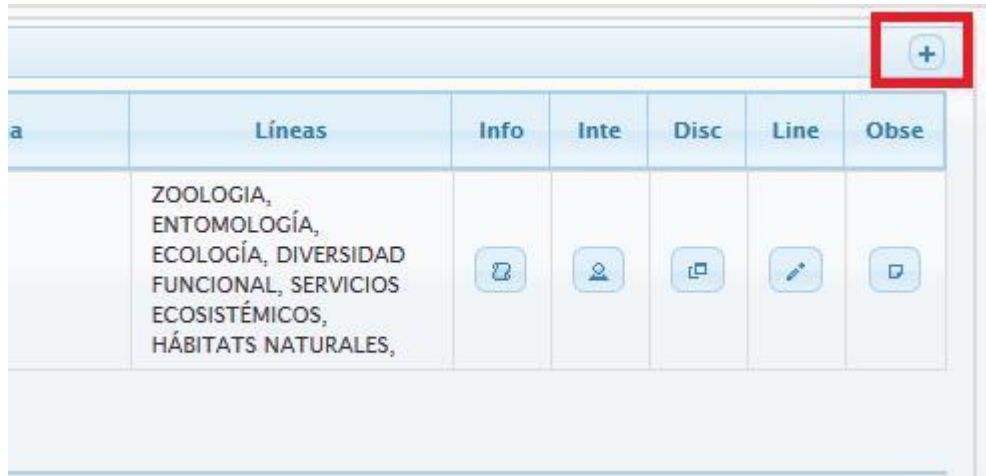 +
a Líneas Info Inte Disc Line Obse
ZOOLOGIA,
ENTOMOLOGÍA,
ECOLOGÍA, DIVERSIDAD
FUNCIONAL, SERVICIOS
ECOSISTÉMICOS,
HÁBITATS NATURALES,